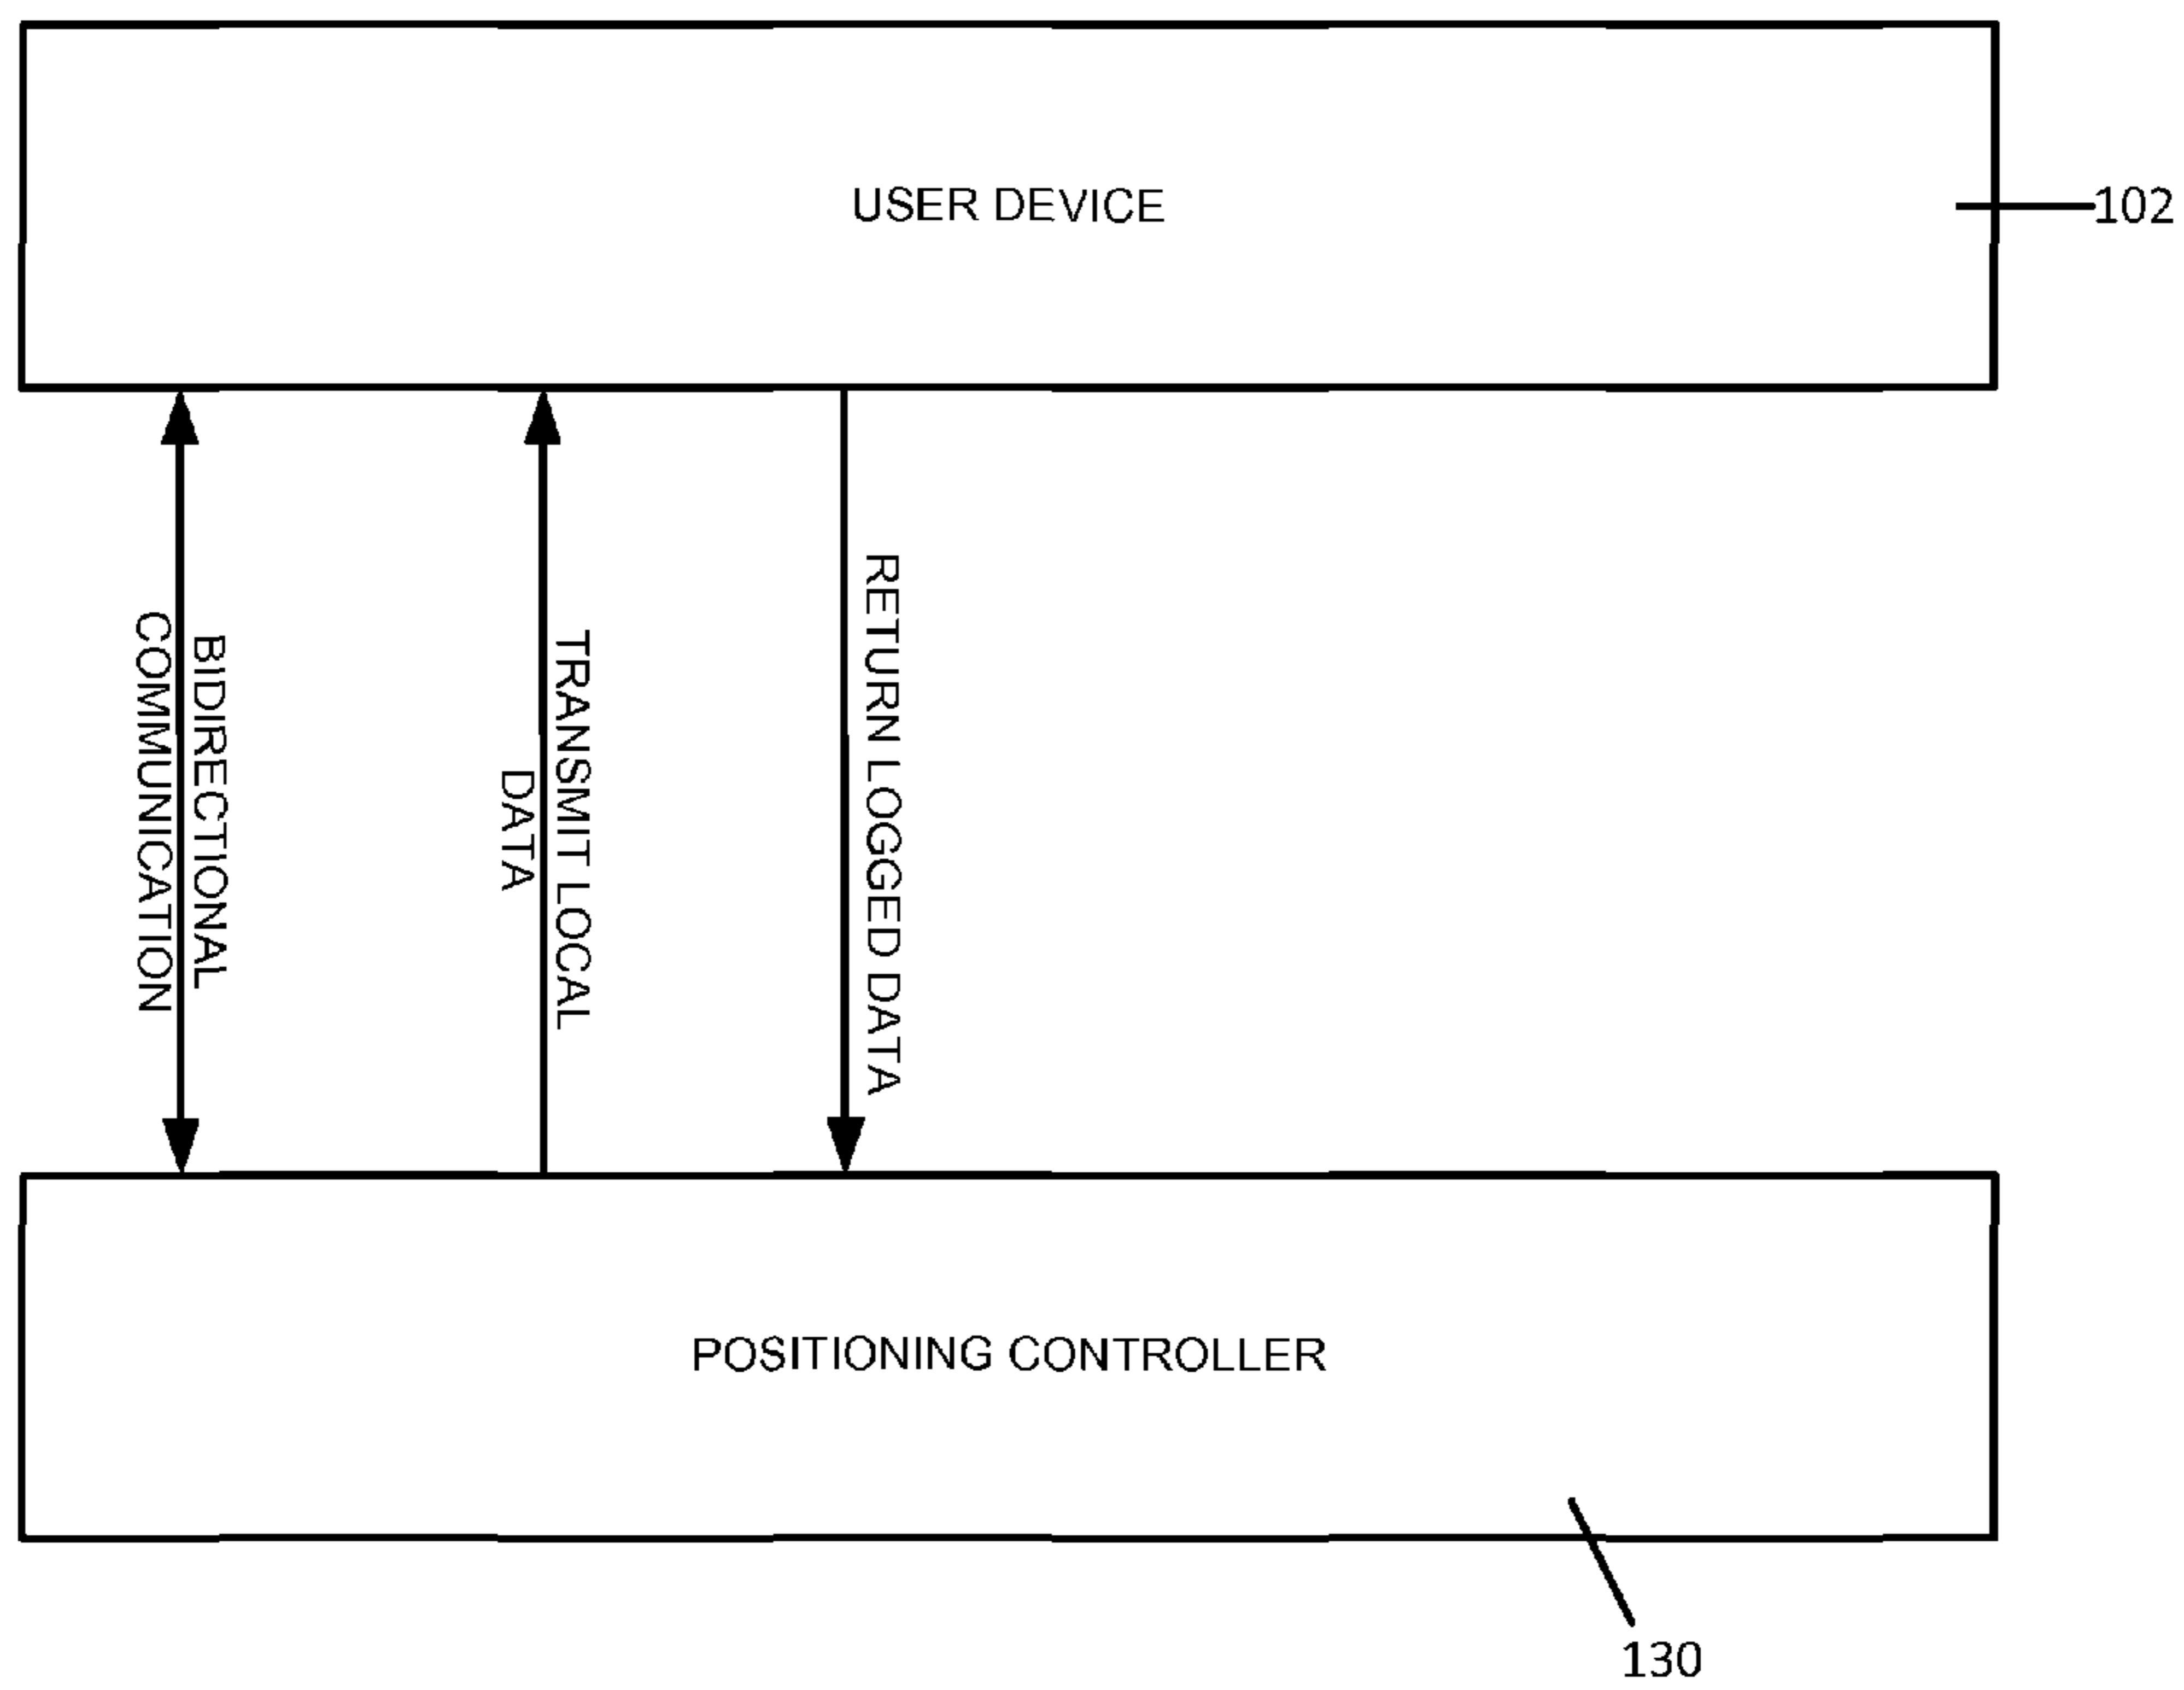 USER DEVICE
102
BIDIRECTIONAL
COMMUNICATION
TRANSMIT LOCAL
DATA
RETURN LOGGED DATA
POSITIONING CONTROLLER
130